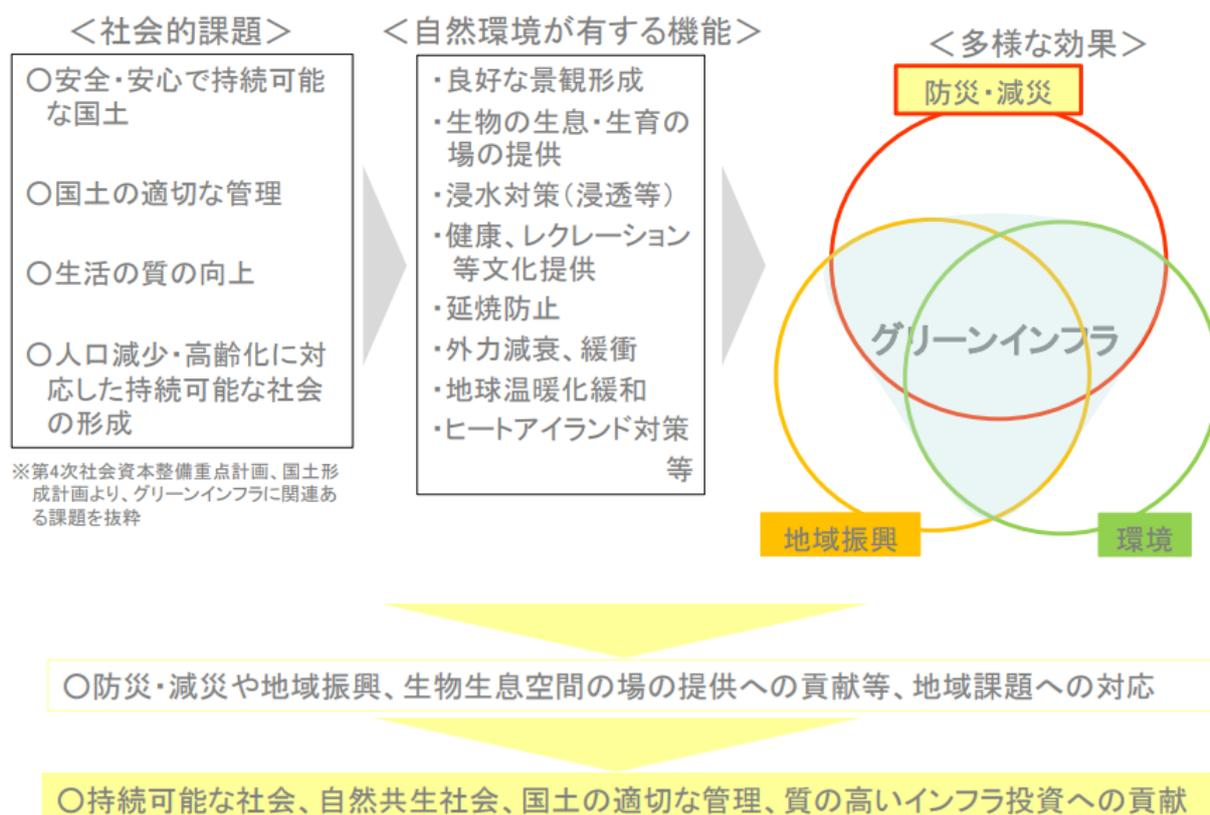 ＜社会的課題＞
〇安全・安心で持続可能
な国土
〇国土の適切な管理
〇生活の質の向上
〇人口減少・高齢化に対
応した持続可能な社会
の形成
※第4次社会資本整備重点計画、国土形
成計画より、グリーンインフラに関連あ
る課題を抜粋
＜自然環境が有する機能＞
・良好な景観形成
・生物の生息・生育の
場の提供
・浸水対策（浸透等）
・健康、レクレーション
等文化提供
・延焼防止
・外力減衰、緩衝
・地球温暖化緩和
・ヒートアイランド対策
等
＜多様な効果＞
防災・減災
グリーンインフラ
地域振興
環境
〇防災・減災や地域振興、生物生息空間の場の提供への貢献等、地域課題への対応
〇持続可能な社会、自然共生社会、国土の適切な管理、質の高いインフラ投資への貢献